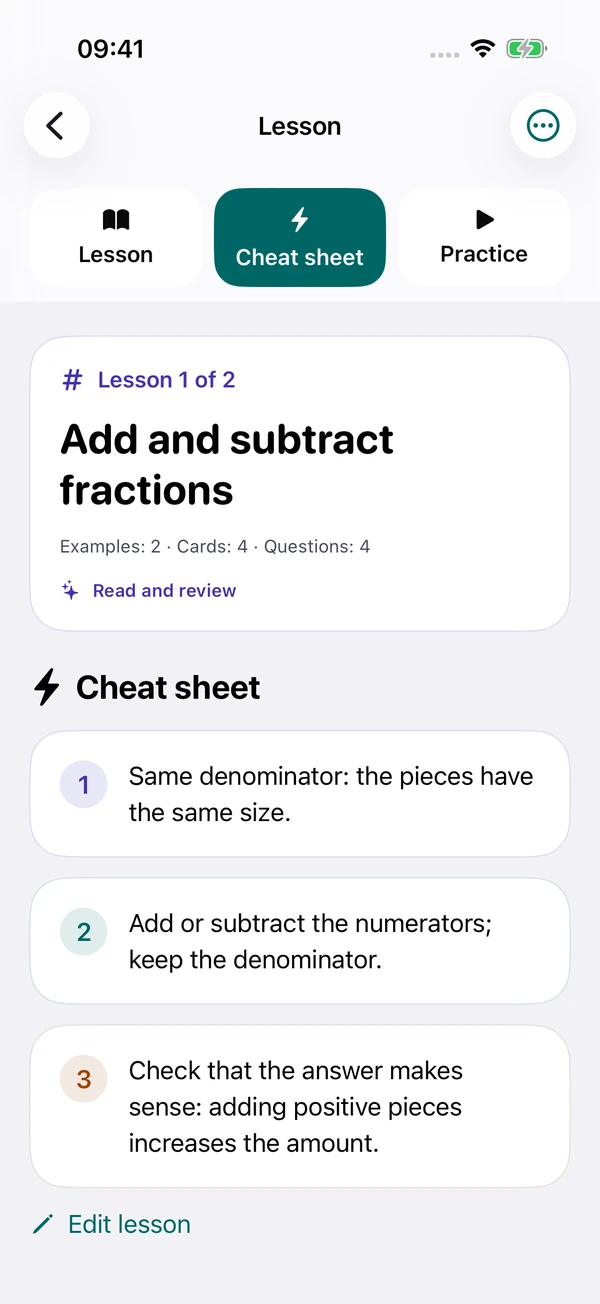 09:41
Lesson
Lesson
Cheat sheet
Practice
# Lesson 1 of 2
Add and subtract
fractions
Examples: 2 · Cards: 4 · Questions: 4
Read and review
Cheat sheet
1
Same denominator: the pieces have
the same size.
2
Add or subtract the numerators;
keep the denominator.
3
Check that the answer makes
sense: adding positive pieces
increases the amount.
Edit lesson